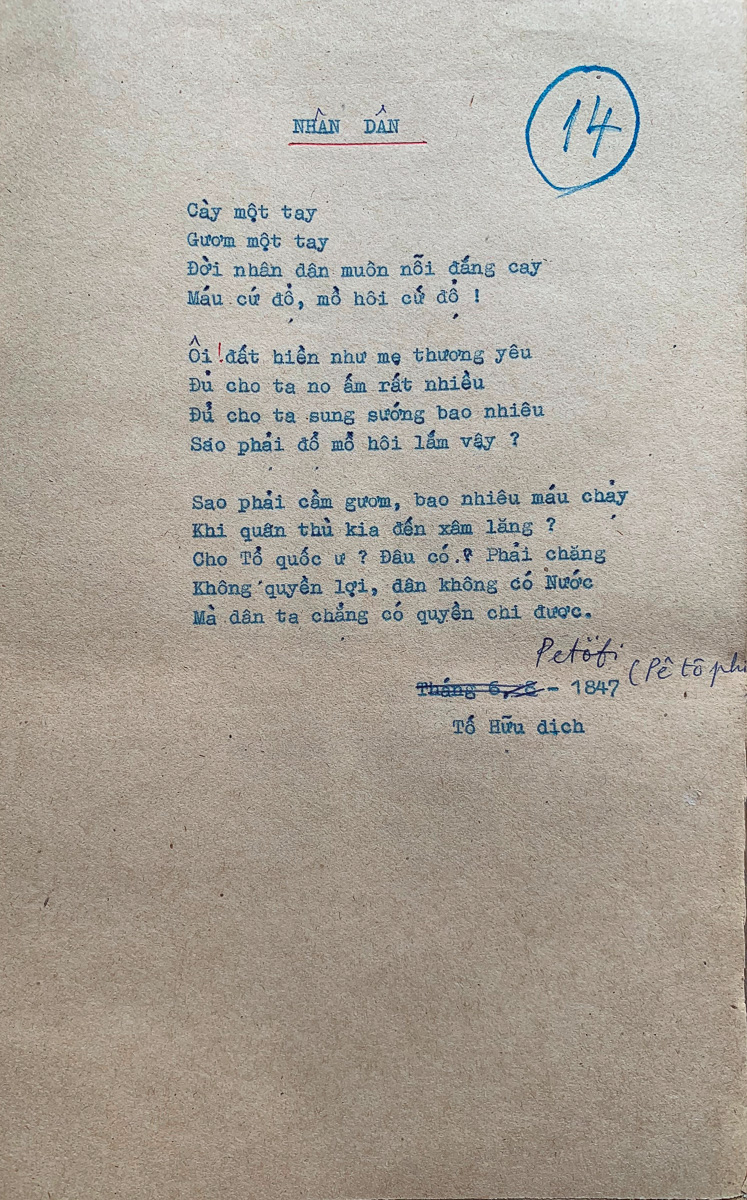 NHÂN DÂN
14
Cày một tay
Gươm một tay
Đời nhân dân muôn nỗi đắng cay
Máu cứ đổ, mồ hôi cứ đổ !
Ôi ! đất hiền như mẹ thương yêu
Đủ cho ta no ấm rất nhiều
Đủ cho ta sung sướng bao nhiêu
Sao phải đổ mồ hôi lắm vậy ?
Sao phải cầm gươm, bao nhiêu máu chảy
Khi quân thù kia đến xâm lăng ?
Cho Tổ quốc ư ? Đâu có ? Phải chăng
Không quyền lợi, dân không có Nước
Mà dân ta chẳng có quyền chi được.
Petöfi
(Pê tô phi
Tháng 6, 8 - 1847
Tố Hữu dịch